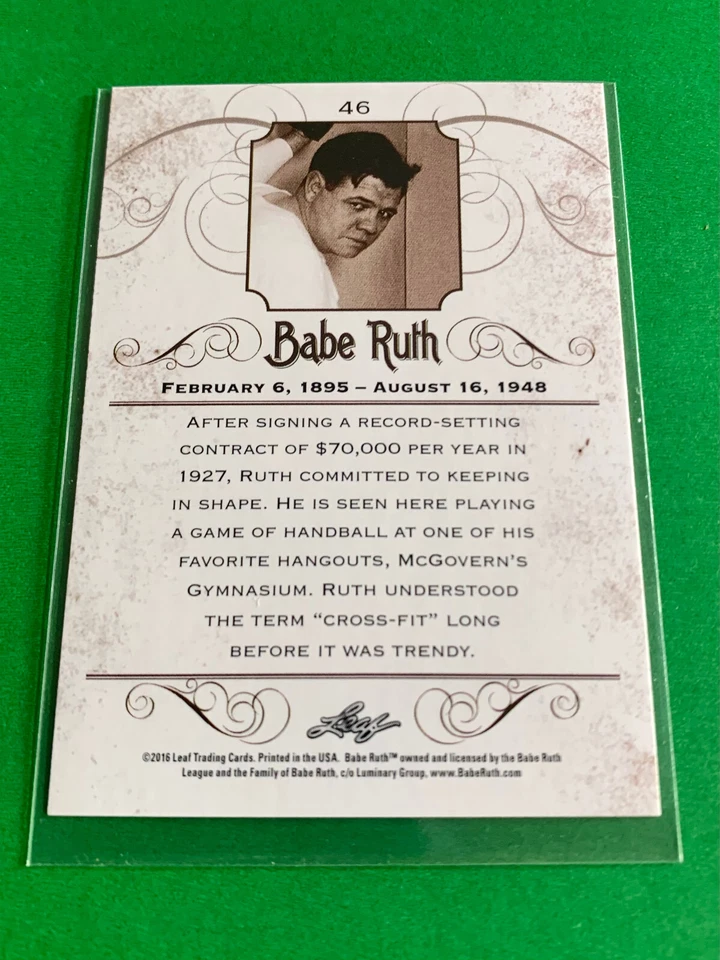 46
Babe Ruth
FEBRUARY 6, 1895 – AUGUST 16, 1948
AFTER SIGNING A RECORD-SETTING
CONTRACT OF $70,000 PER YEAR IN
1927, RUTH COMMITTED TO KEEPING
IN SHAPE. HE IS SEEN HERE PLAYING
A GAME OF HANDBALL AT ONE OF HIS
FAVORITE HANGOUTS, MCGOVERN'S
GYMNASIUM. RUTH UNDERSTOOD
THE TERM "CROSS-FIT" LONG
BEFORE IT WAS TRENDY.
Leaf
©2016 Leaf Trading Cards. Printed in the USA. Babe Ruth™ owned and licensed by the Babe Ruth
League and the Family of Babe Ruth, c/o Luminary Group, www.BabeRuth.com